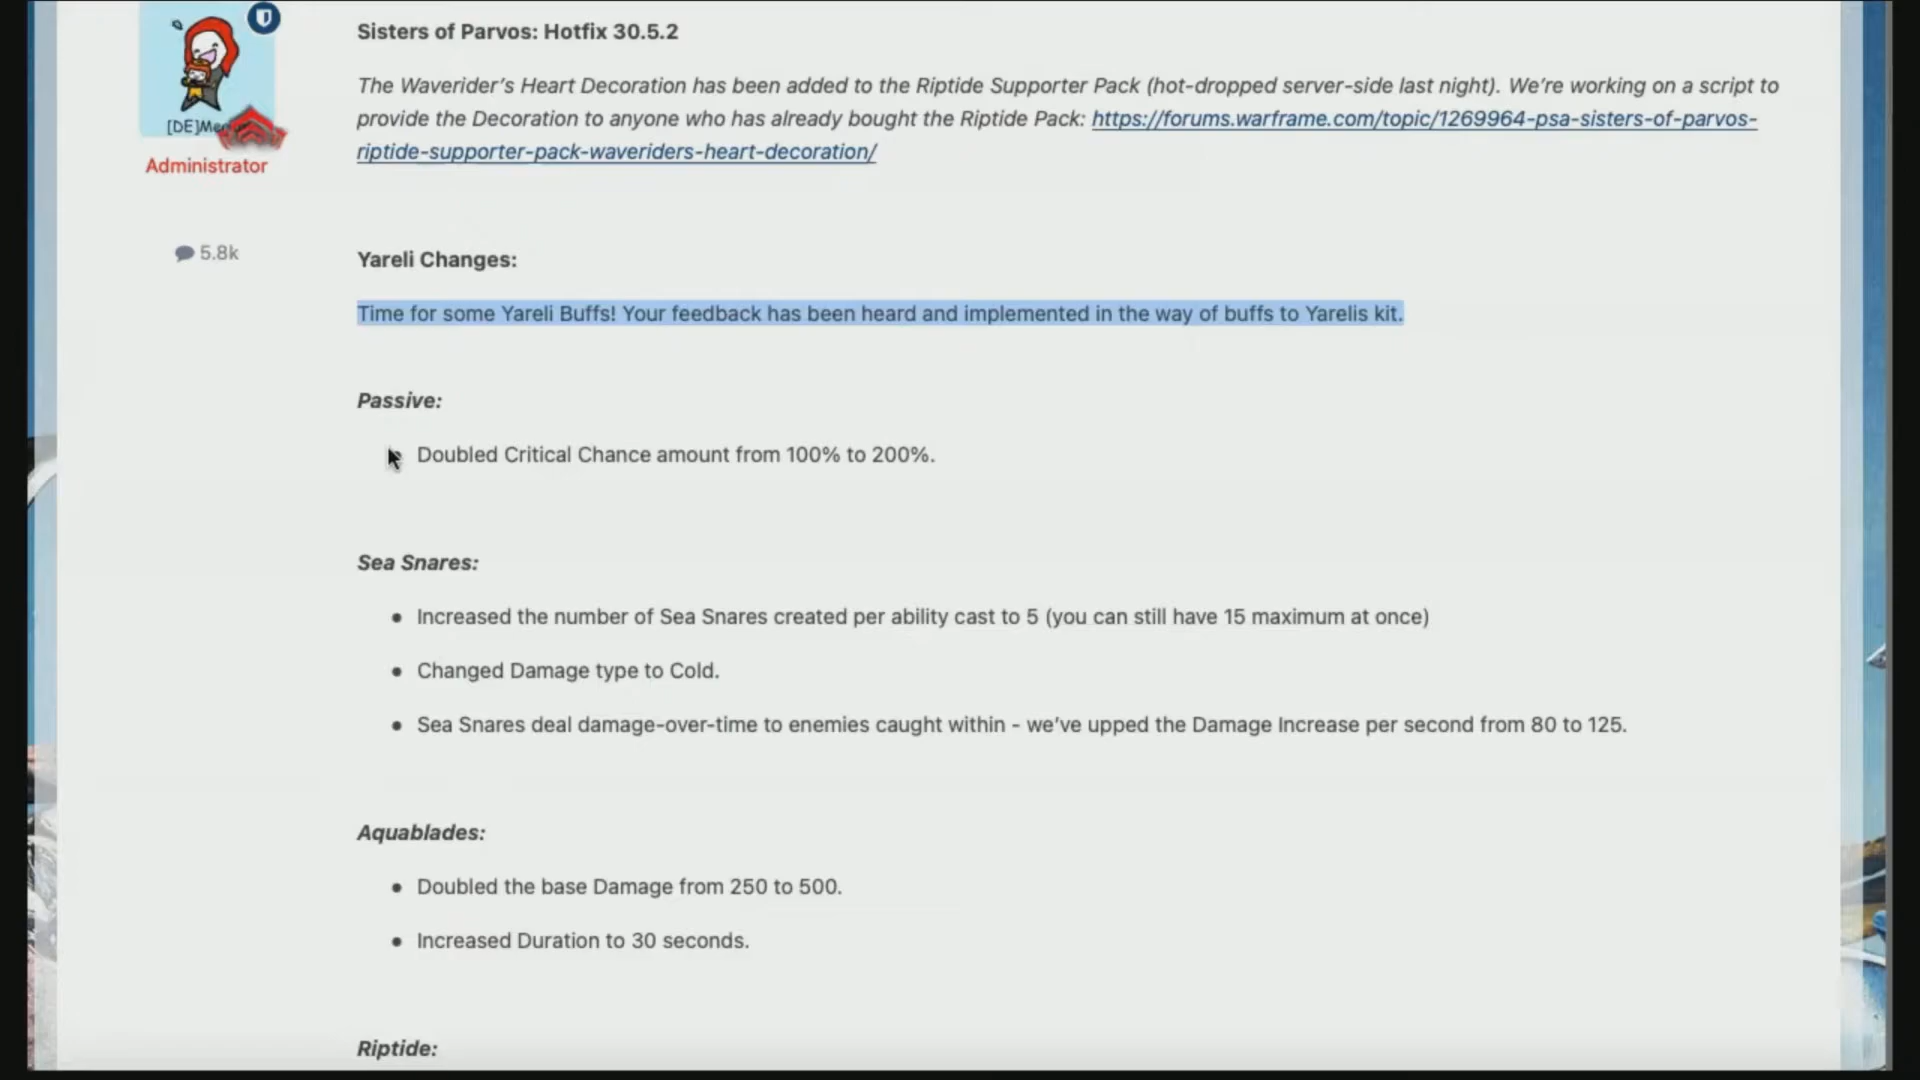 Sisters of Parvos: Hotfix 30.5.2
The Waverider's Heart Decoration has been added to the Riptide Supporter Pack (hot-dropped server-side last night). We're working on a script to
provide the Decoration to anyone who has already bought the Riptide Pack: https://forums.warframe.com/topic/1269964-psa-sisters-of-parvos-
riptide-supporter-pack-waveriders-heart-decoration/
Administrator
5.8k
Yareli Changes:
Time for some Yareli Buffs! Your feedback has been heard and implemented in the way of buffs to Yarelis kit.
Passive:
Doubled Critical Chance amount from 100% to 200%.
Sea Snares:
• Increased the number of Sea Snares created per ability cast to 5 (you can still have 15 maximum at once)
• Changed Damage type to Cold.
• Sea Snares deal damage-over-time to enemies caught within - we've upped the Damage Increase per second from 80 to 125.
Aquablades:
• Doubled the base Damage from 250 to 500.
• Increased Duration to 30 seconds.
Riptide: